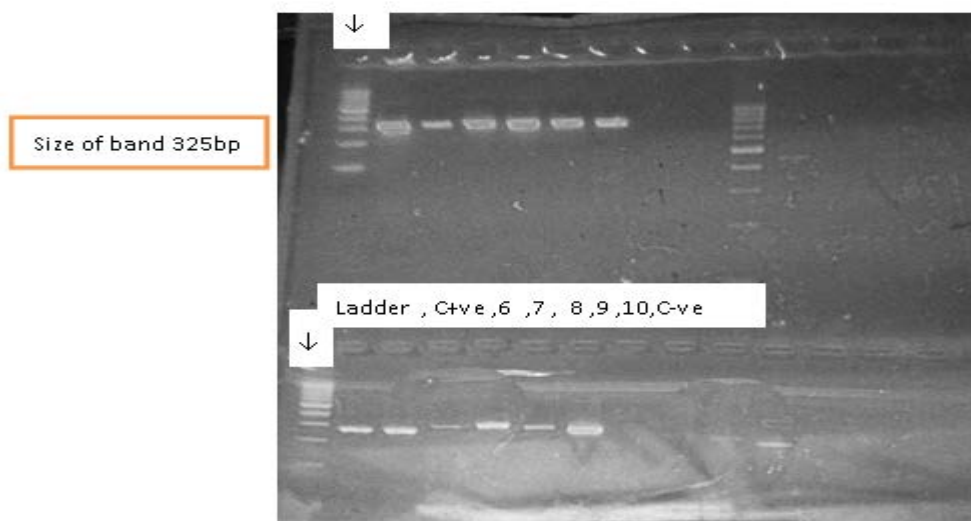 ↓
Size of band 325bp
Ladder , C+ve ,6 ,7 , 8 ,9 ,10,C-ve
↓